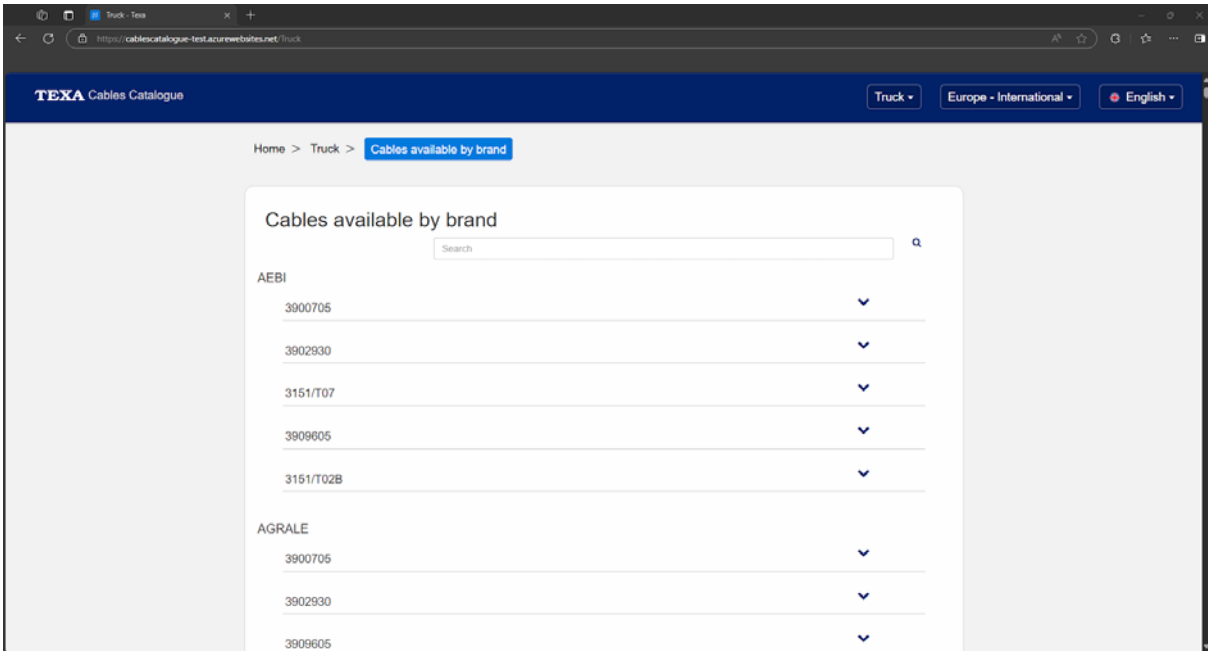 Truck - Texa
https://cablescatalogue-test.azurewebsites.net/Truck
TEXA Cables Catalogue
Truck
Europe - International
English
Home > Truck > Cables available by brand
Cables available by brand
Search
AEBI
3900705
3902930
3151/T07
3909605
3151/T02B
AGRALE
3900705
3902930
3909605